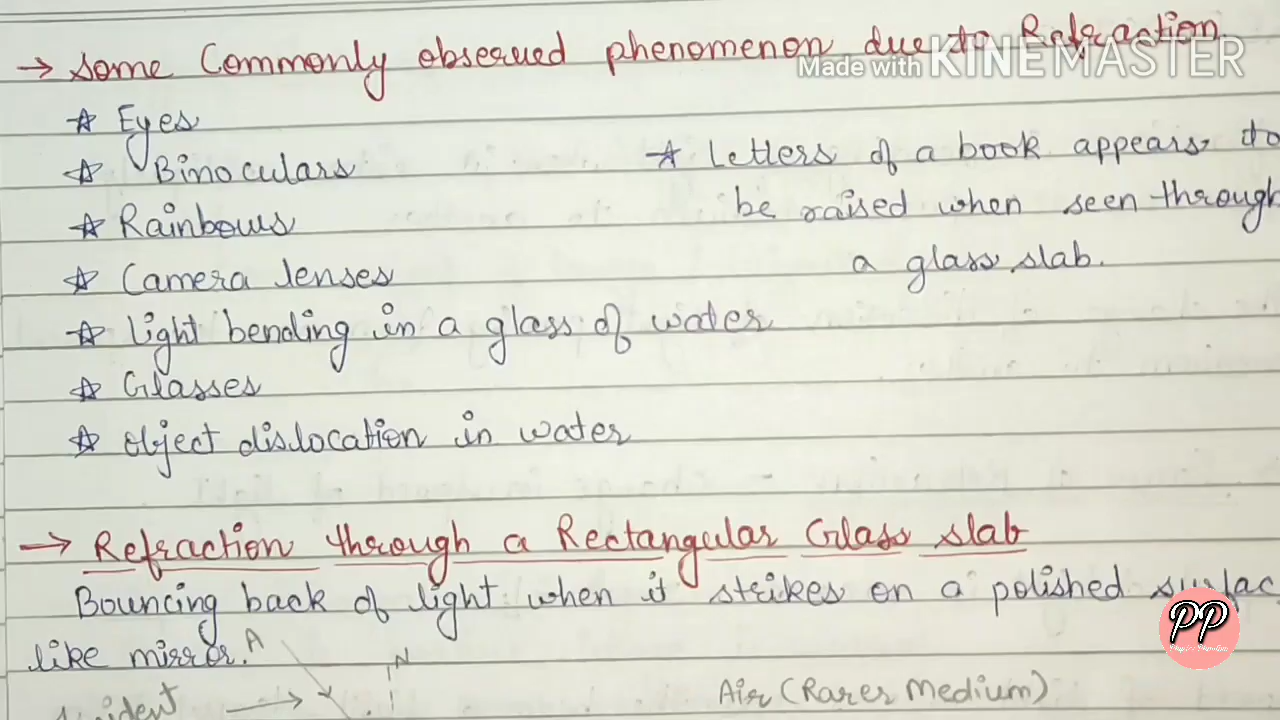 → Some Commonly observed phenomenon due to Refraction
Made with KINEMASTER
☆ Eyes
☆ Binoculars
☆ Rainbows
☆ Camera lenses
☆ light bending in a glass of water
☆ Glasses
☆ object dislocation in water
☆ Letters of a book appears to
be raised when seen through
a glass slab.
→ Refraction through a Rectangular Glass slab
Bouncing back of light when it strikes on a polished surfac
like mirror.
A
N
Air (Rarer Medium)
PP